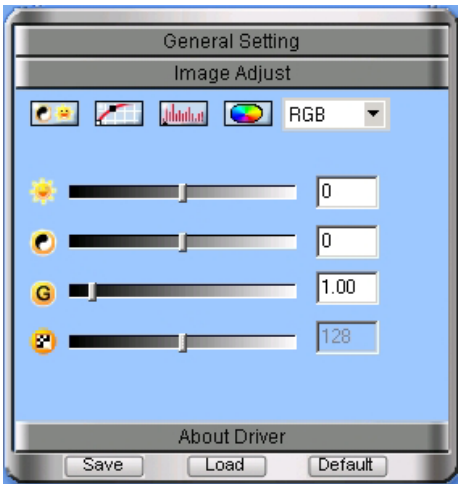 General Setting
Image Adjust
RGB
0
0
G 1.00
128
About Driver
Save Load Default